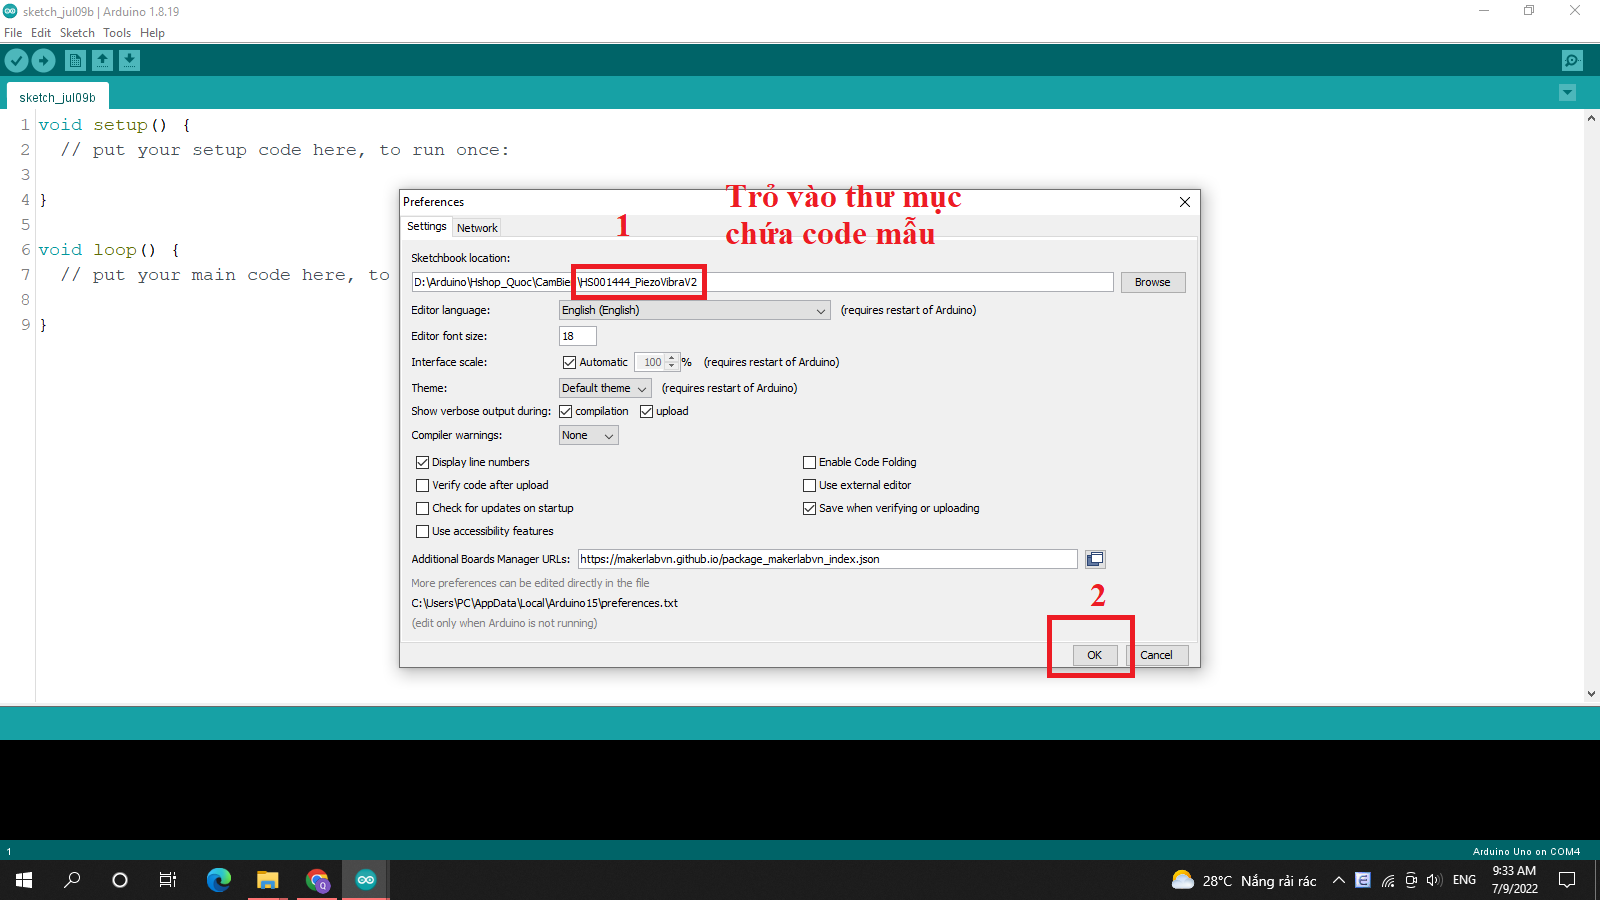 sketch_jul09b | Arduino 1.8.19
File Edit Sketch Tools Help
sketch_jul09b
1 void setup() {
2 // put your setup code here, to run once:
3
4 }
5
6 void loop() {
7 // put your main code here, to
8
9 }
Preferences
Trỏ vào thư mục
chứa code mẫu
Settings Network
1
Sketchbook location:
D:\Arduino\Hshop_Quoc\CamBie \HS001444_PiezoVibraV2 Browse
Editor language: English (English) (requires restart of Arduino)
Editor font size: 18
Interface scale: Automatic 100 % (requires restart of Arduino)
Theme: Default theme (requires restart of Arduino)
Show verbose output during: compilation upload
Compiler warnings: None
Display line numbers Enable Code Folding
Verify code after upload Use external editor
Check for updates on startup Save when verifying or uploading
Use accessibility features
Additional Boards Manager URLs: https://makerlabvn.github.io/package_makerlabvn_index.json
More preferences can be edited directly in the file
C:\Users\PC\AppData\Local\Arduino15\preferences.txt
(edit only when Arduino is not running)
2
OK Cancel
1 Arduino Uno on COM4
28°C Nắng rải rác ENG 9:33 AM
7/9/2022